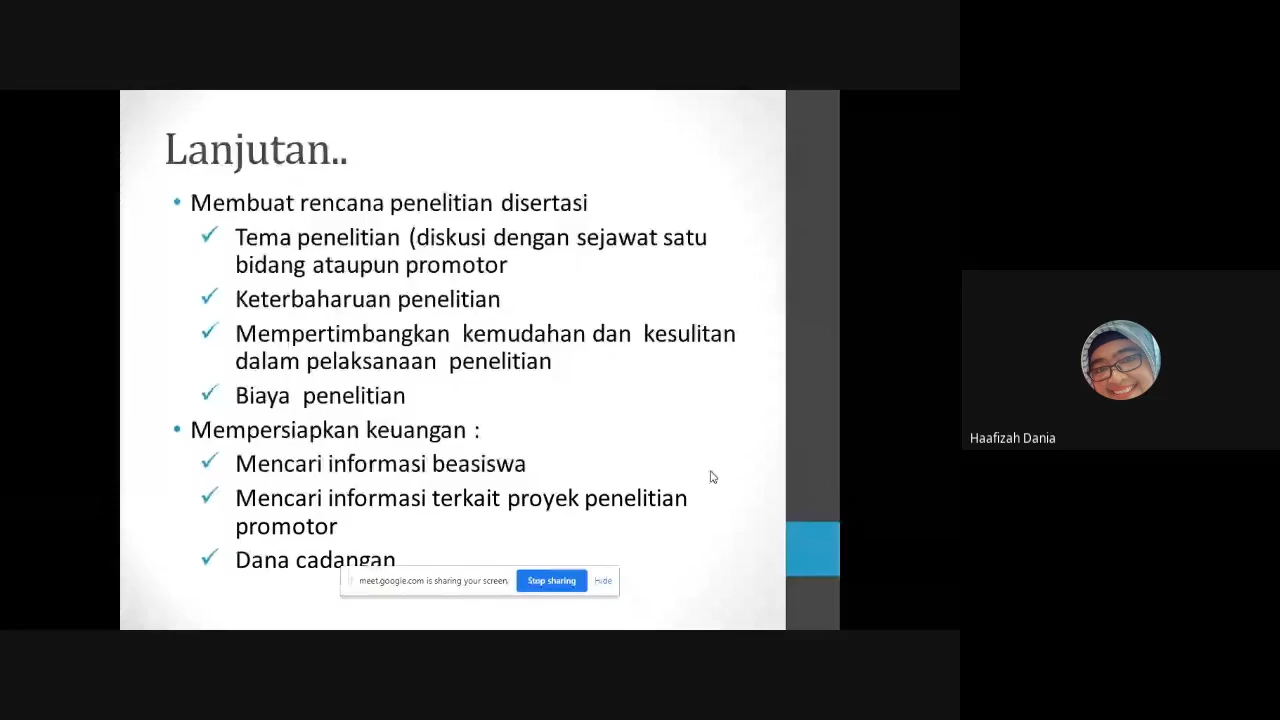 Lanjutan..
• Membuat rencana penelitian disertasi
✓ Tema penelitian (diskusi dengan sejawat satu
bidang ataupun promotor
✓ Keterbaharuan penelitian
✓ Mempertimbangkan kemudahan dan kesulitan
dalam pelaksanaan penelitian
✓ Biaya penelitian
• Mempersiapkan keuangan :
✓ Mencari informasi beasiswa
✓ Mencari informasi terkait proyek penelitian
promotor
✓ Dana cadangan
meet.google.com is sharing your screen. Stop sharing Hide
Haafizah Dania